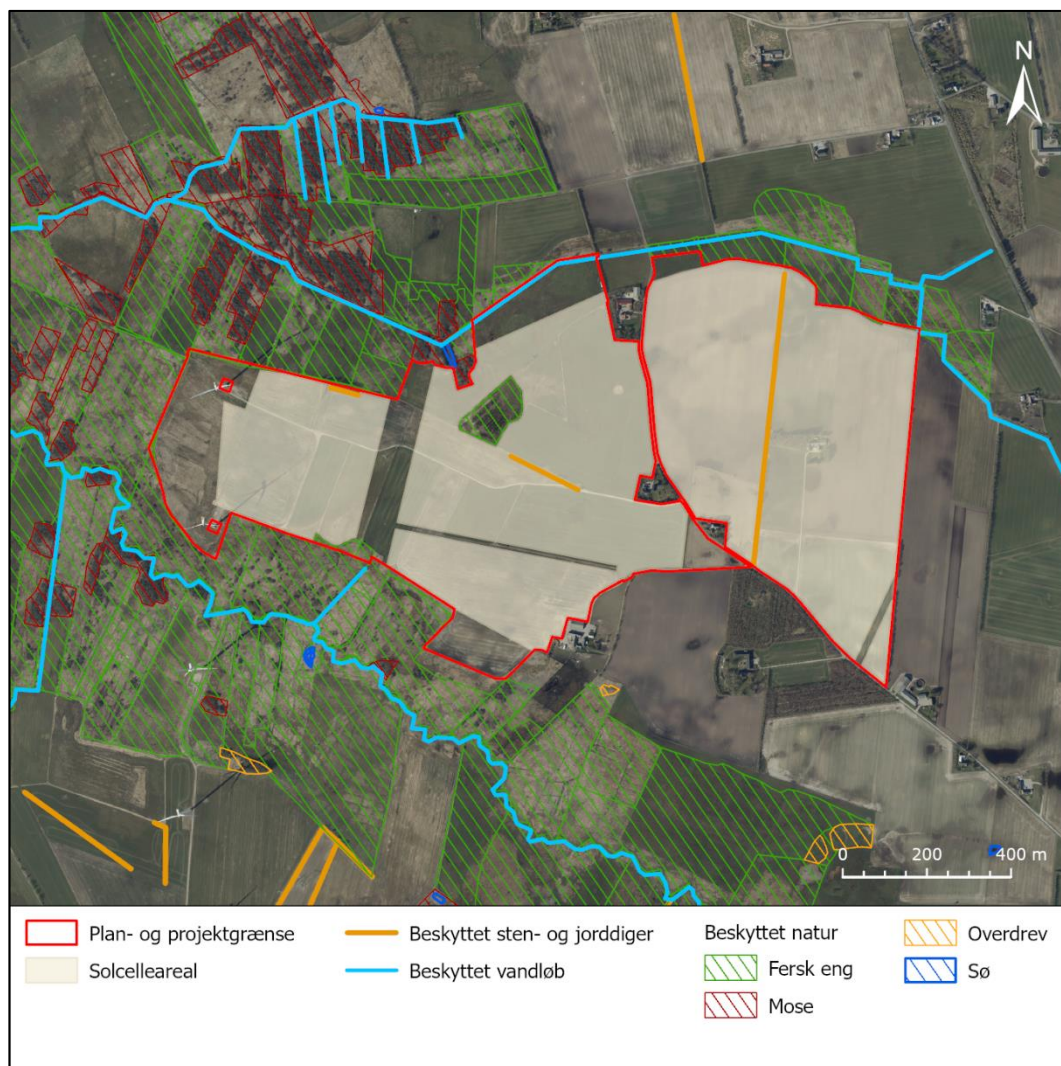 N
0 200 400 m
Plan- og projektgrænse
Solcelleareal
Beskyttet sten- og jorddiger
Beskyttet vandløb
Beskyttet natur
Fersk eng
Mose
Overdrev
Sø